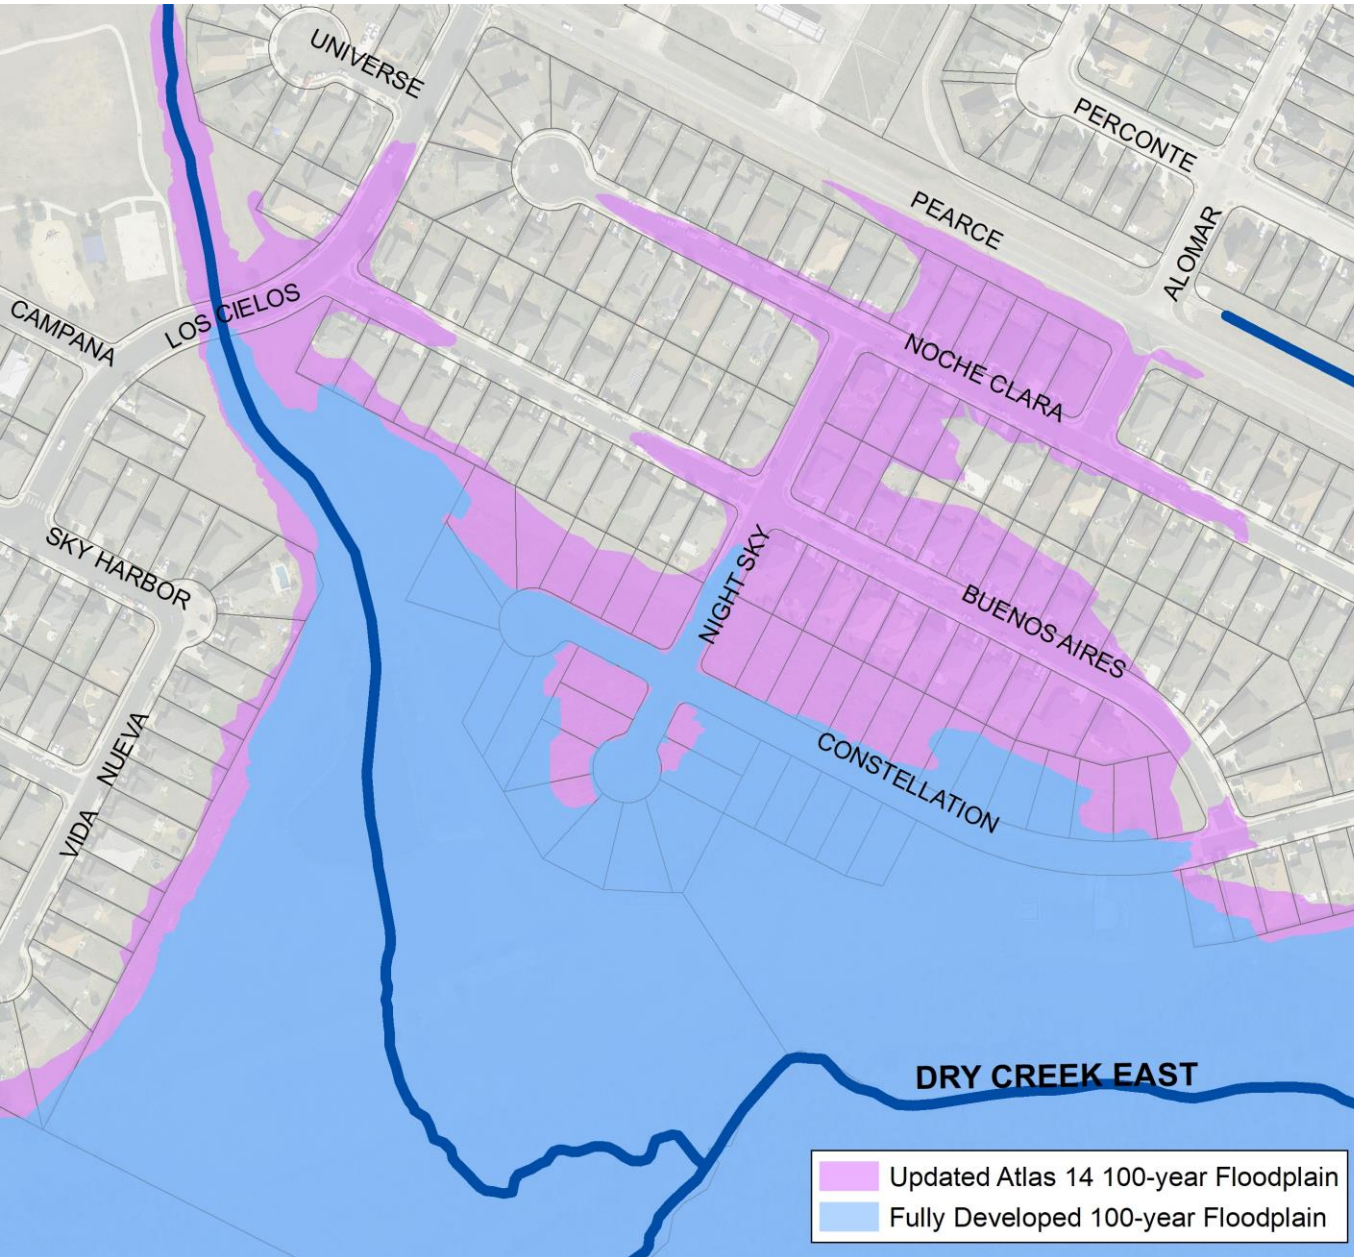 UNIVERSE
PERCONTE
PEARCE
ALOMAR
LOS CIELOS
CAMPANA
NOCHE CLARA
SKY HARBOR
NIGHT SKY
BUENOS AIRES
VIDA NUEVA
CONSTELLATION
DRY CREEK EAST
Updated Atlas 14 100-year Floodplain
Fully Developed 100-year Floodplain